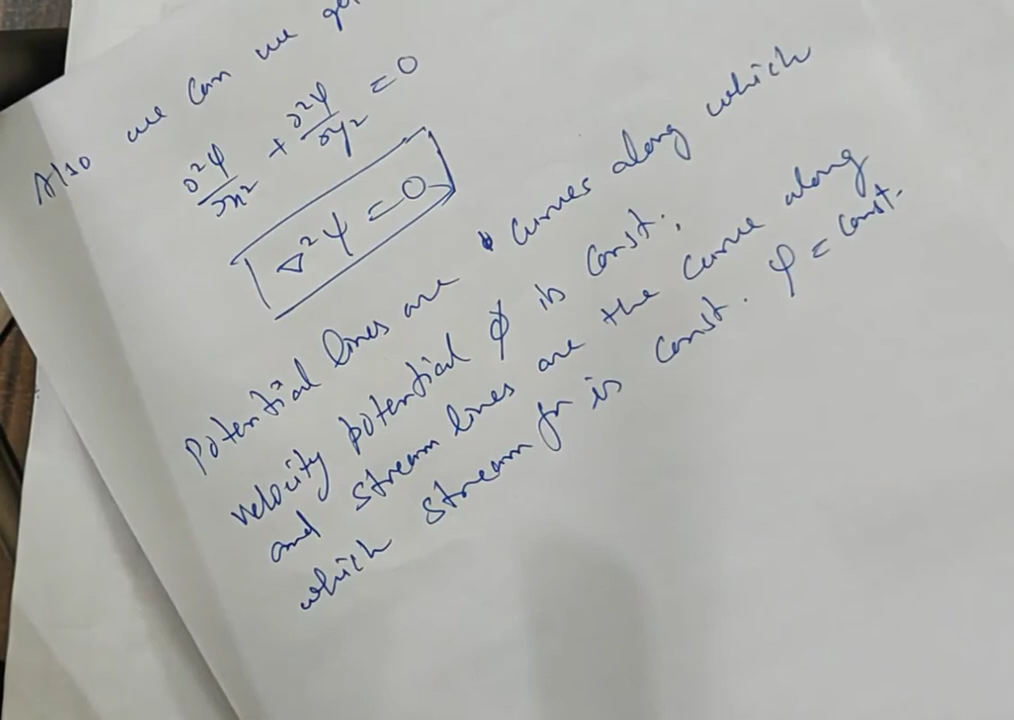 Also we can we get
∂²ψ/∂x² + ∂²ψ/∂y² = 0
∇²ψ = 0
Potential lines are curves along which
velocity potential ϕ is const.,
and stream lines are the curve along
which stream fn is const. ψ = const.